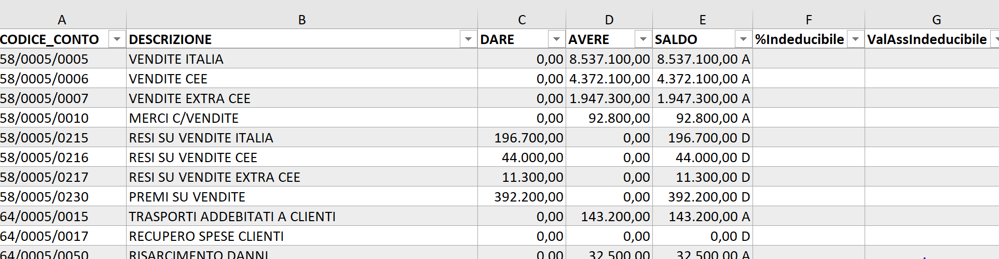 A B C D E F G
CODICE_CONTO DESCRIZIONE DARE AVERE SALDO %Indeducibile ValAssIndeducibile
58/0005/0005 VENDITE ITALIA 0,00 8.537.100,00 8.537.100,00 A
58/0005/0006 VENDITE CEE 0,00 4.372.100,00 4.372.100,00 A
58/0005/0007 VENDITE EXTRA CEE 0,00 1.947.300,00 1.947.300,00 A
58/0005/0010 MERCI C/VENDITE 0,00 92.800,00 92.800,00 A
58/0005/0215 RESI SU VENDITE ITALIA 196.700,00 0,00 196.700,00 D
58/0005/0216 RESI SU VENDITE CEE 44.000,00 0,00 44.000,00 D
58/0005/0217 RESI SU VENDITE EXTRA CEE 11.300,00 0,00 11.300,00 D
58/0005/0230 PREMI SU VENDITE 392.200,00 0,00 392.200,00 D
64/0005/0015 TRASPORTI ADDEBITATI A CLIENTI 0,00 143.200,00 143.200,00 A
64/0005/0017 RECUPERO SPESE CLIENTI 0,00 0,00 0,00 D
64/0005/0050 RISARCIMENTO DANNI 0,00 32.500,00 32.500,00 A